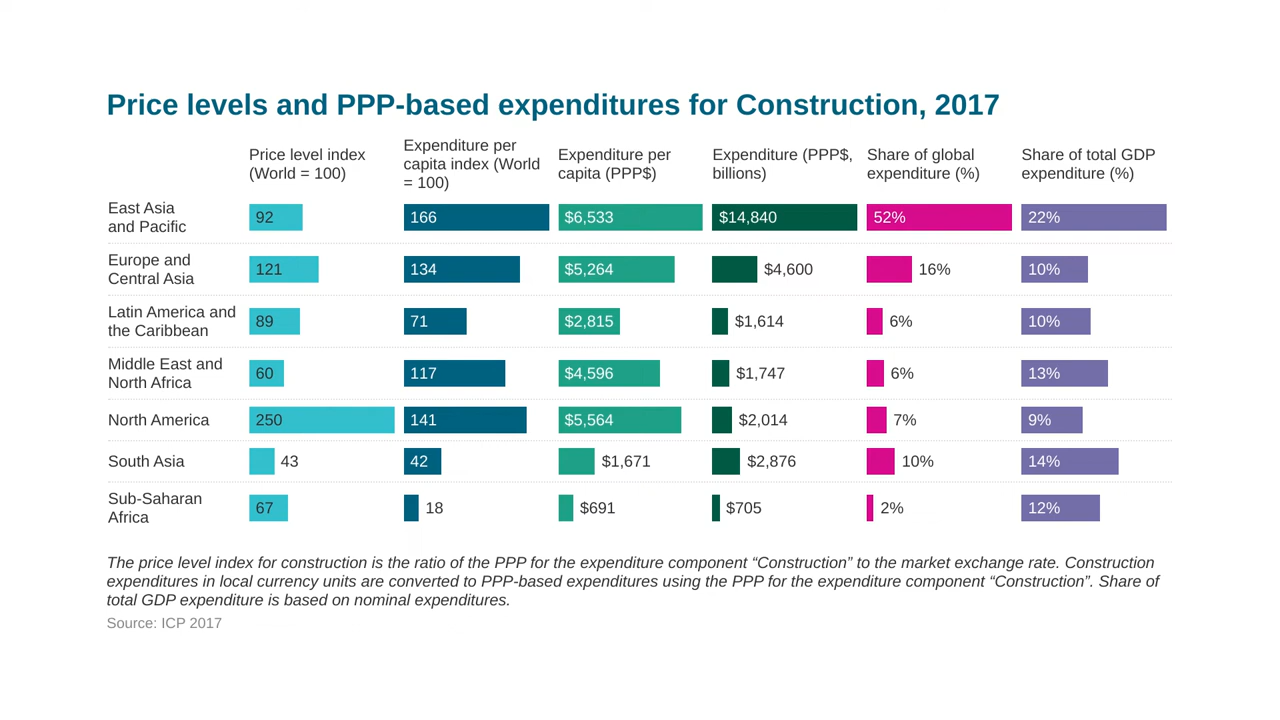 Price levels and PPP-based expenditures for Construction, 2017
Price level index
(World = 100)
Expenditure per
capita index (World
= 100)
Expenditure per
capita (PPP$)
Expenditure (PPP$,
billions)
Share of global
expenditure (%)
Share of total GDP
expenditure (%)
East Asia
and Pacific
92
166
$6,533
$14,840
52%
22%
Europe and
Central Asia
121
134
$5,264
$4,600
16%
10%
Latin America and
the Caribbean
89
71
$2,815
$1,614
6%
10%
Middle East and
North Africa
60
117
$4,596
$1,747
6%
13%
North America
250
141
$5,564
$2,014
7%
9%
South Asia
43
42
$1,671
$2,876
10%
14%
Sub-Saharan
Africa
67
18
$691
$705
2%
12%
The price level index for construction is the ratio of the PPP for the expenditure component “Construction” to the market exchange rate. Construction
expenditures in local currency units are converted to PPP-based expenditures using the PPP for the expenditure component “Construction”. Share of
total GDP expenditure is based on nominal expenditures.
Source: ICP 2017